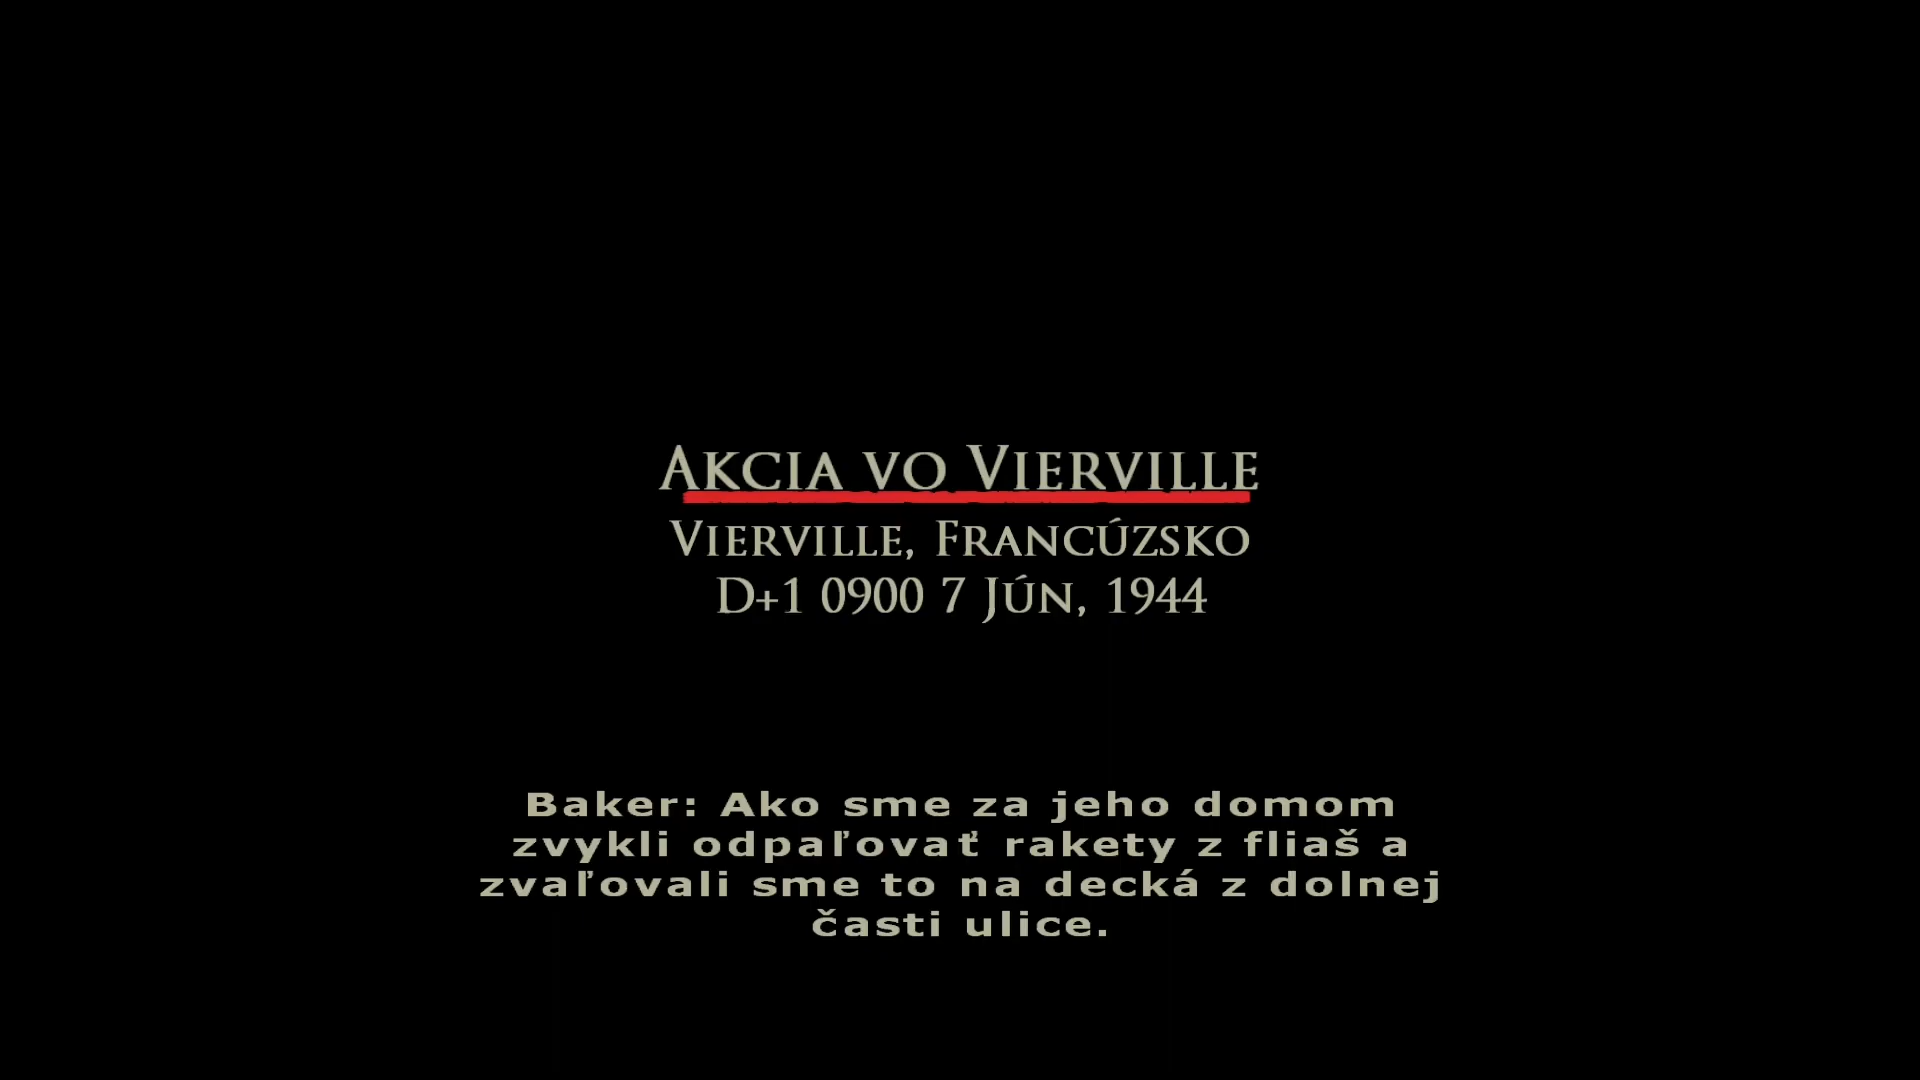 Akcia vo Vierville
Vierville, Francúzsko
D+1 0900 7 Jún, 1944
Baker: Ako sme za jeho domom
zvykli odpaľovať rakety z fliaš a
zvaľovali sme to na decká z dolnej
časti ulice.